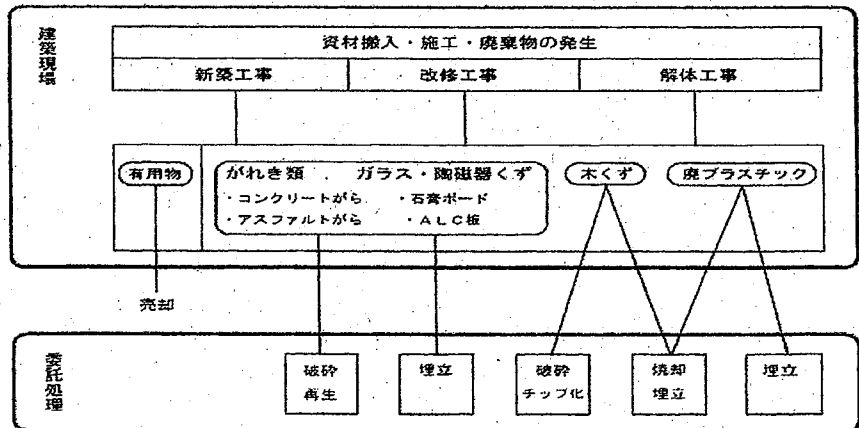 建築現場
資材搬入・施工・廃棄物の発生
新築工事 改修工事 解体工事
有用物 がれき類 ガラス・陶磁器くず 木くず 廃プラスチック
・コンクリートがら ・石膏ボード
・アスファルトがら ・ALC板
売却
委託処理
破砕 埋立 破砕 焼却 埋立
再生 チップ化 埋立